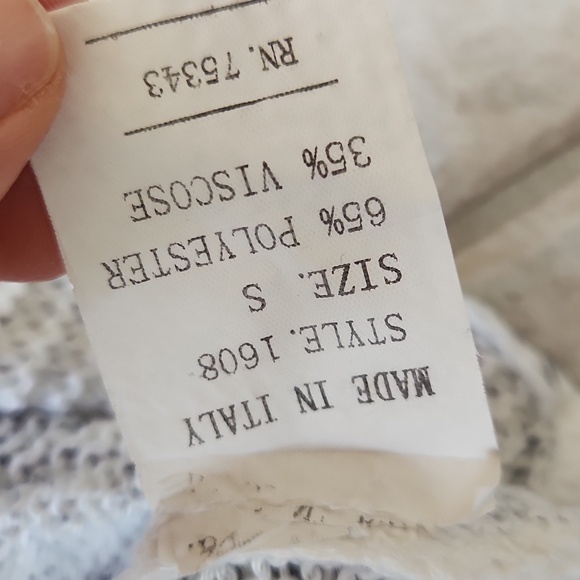 MADE IN ITALY
STYLE. 1608
SIZE. S
65% POLYESTER
35% VISCOSE
RN. 75343